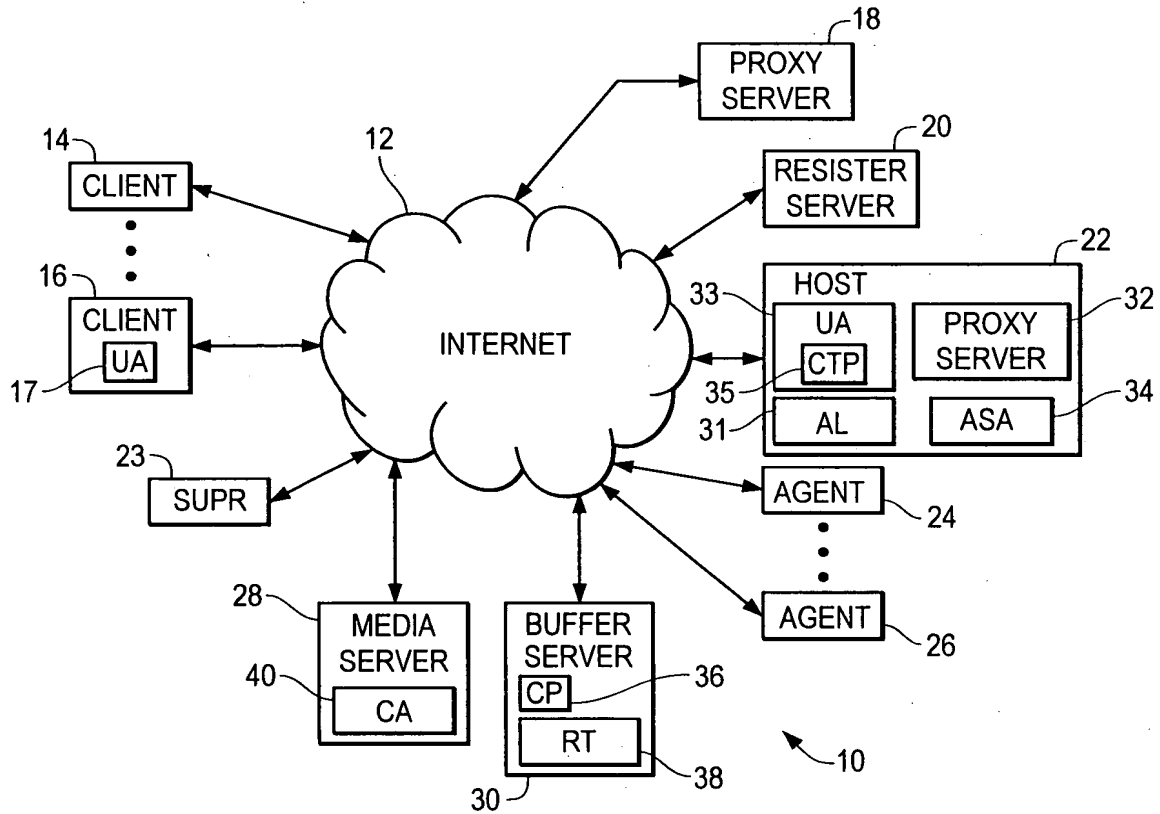 18
PROXY
SERVER
14
CLIENT
12
20
RESISTER
SERVER
16
CLIENT
UA
17
INTERNET
22
HOST
33
UA
CTP
35
PROXY
SERVER
32
31
AL
ASA
34
23
SUPR
AGENT
24
28
MEDIA
SERVER
40
CA
BUFFER
SERVER
CP
36
RT
38
30
AGENT
26
10